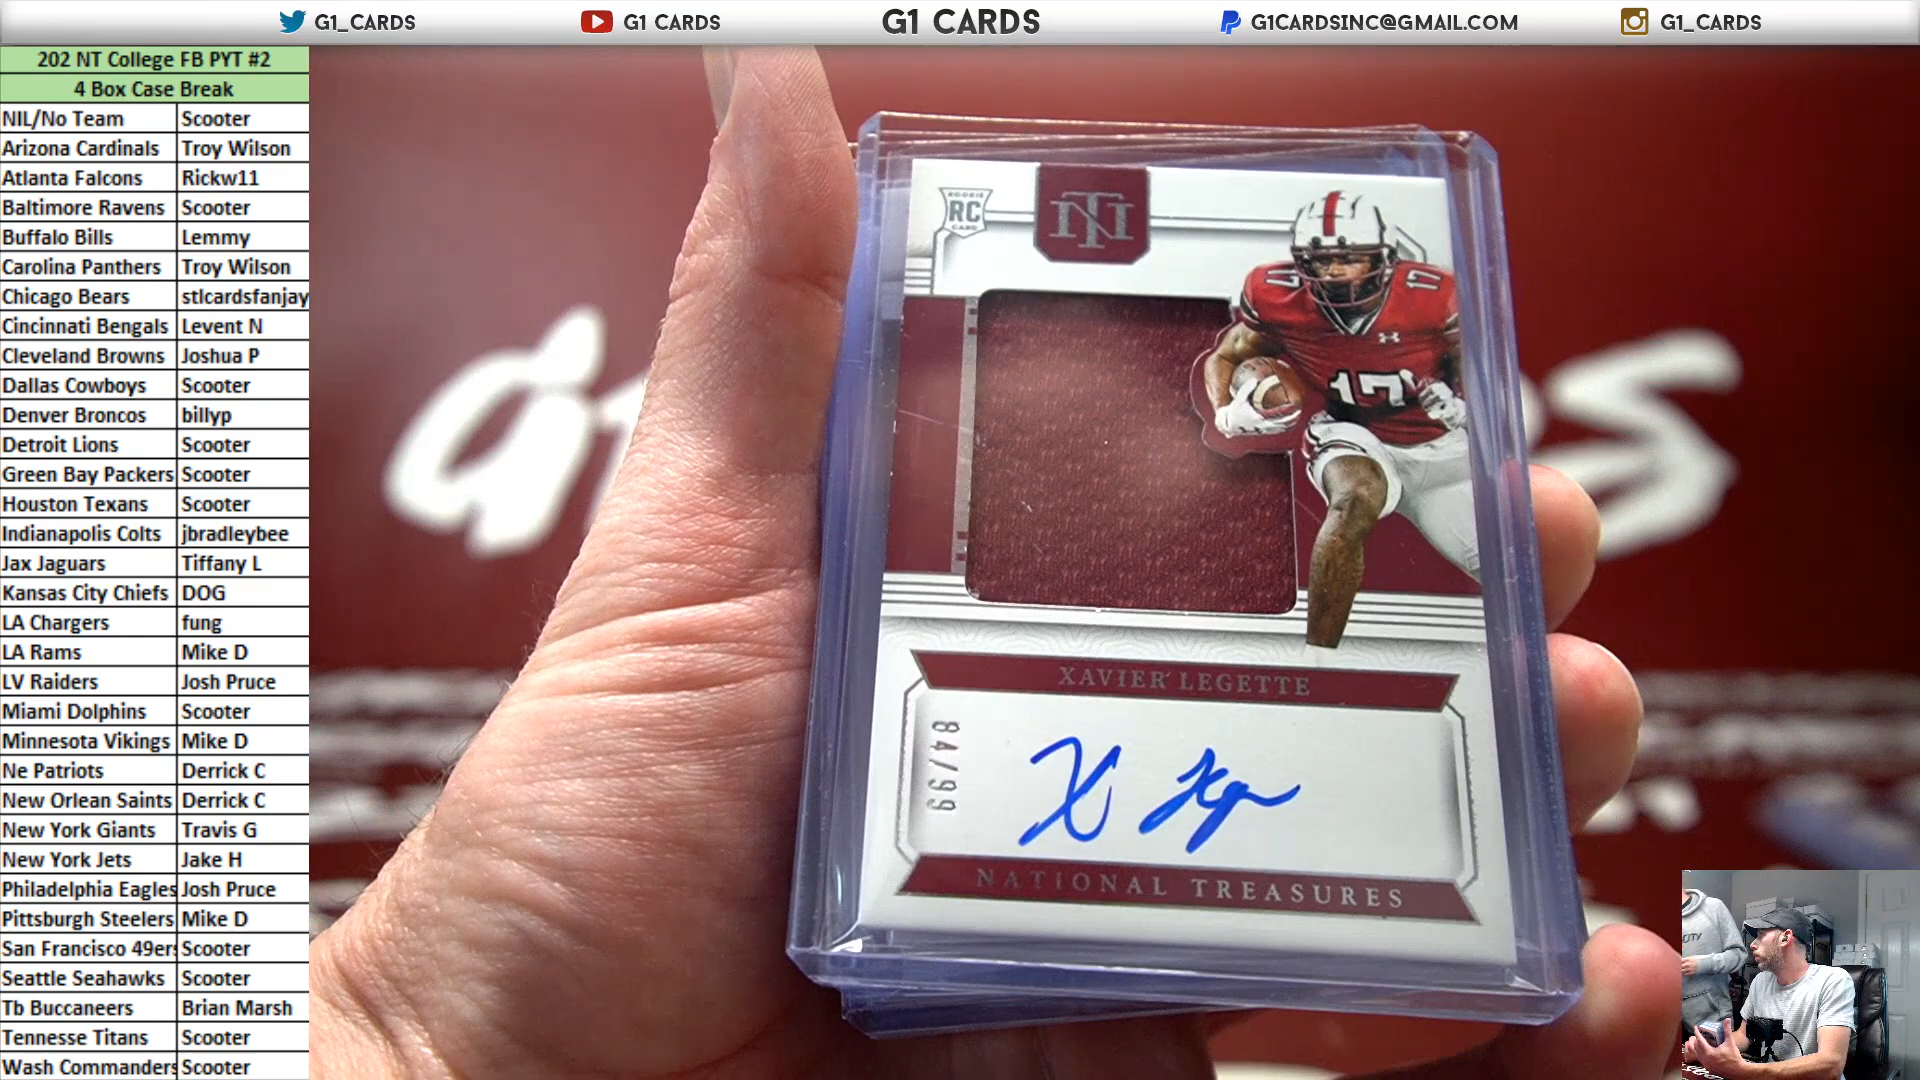 G1_CARDS G1 CARDS G1 CARDS G1CARDSINC@GMAIL.COM G1_CARDS
202 NT College FB PYT #2
4 Box Case Break
NIL/No Team Scooter
Arizona Cardinals Troy Wilson
Atlanta Falcons Rickw11
Baltimore Ravens Scooter
Buffalo Bills Lemmy
Carolina Panthers Troy Wilson
Chicago Bears stlcardsfanjay
Cincinnati Bengals Levent N
Cleveland Browns Joshua P
Dallas Cowboys Scooter
Denver Broncos billyp
Detroit Lions Scooter
Green Bay Packers Scooter
Houston Texans Scooter
Indianapolis Colts jbradleybee
Jax Jaguars Tiffany L
Kansas City Chiefs DOG
LA Chargers fung
LA Rams Mike D
LV Raiders Josh Pruce
Miami Dolphins Scooter
Minnesota Vikings Mike D
Ne Patriots Derrick C
New Orlean Saints Derrick C
New York Giants Travis G
New York Jets Jake H
Philadelphia Eagles Josh Pruce
Pittsburgh Steelers Mike D
San Francisco 49ers Scooter
Seattle Seahawks Scooter
Tb Buccaneers Brian Marsh
Tennesse Titans Scooter
Wash Commanders Scooter
ROOKIE
RC
CARD
NT
17
17
17
XAVIER LEGETTE
84/99
X Leg
NATIONAL TREASURES